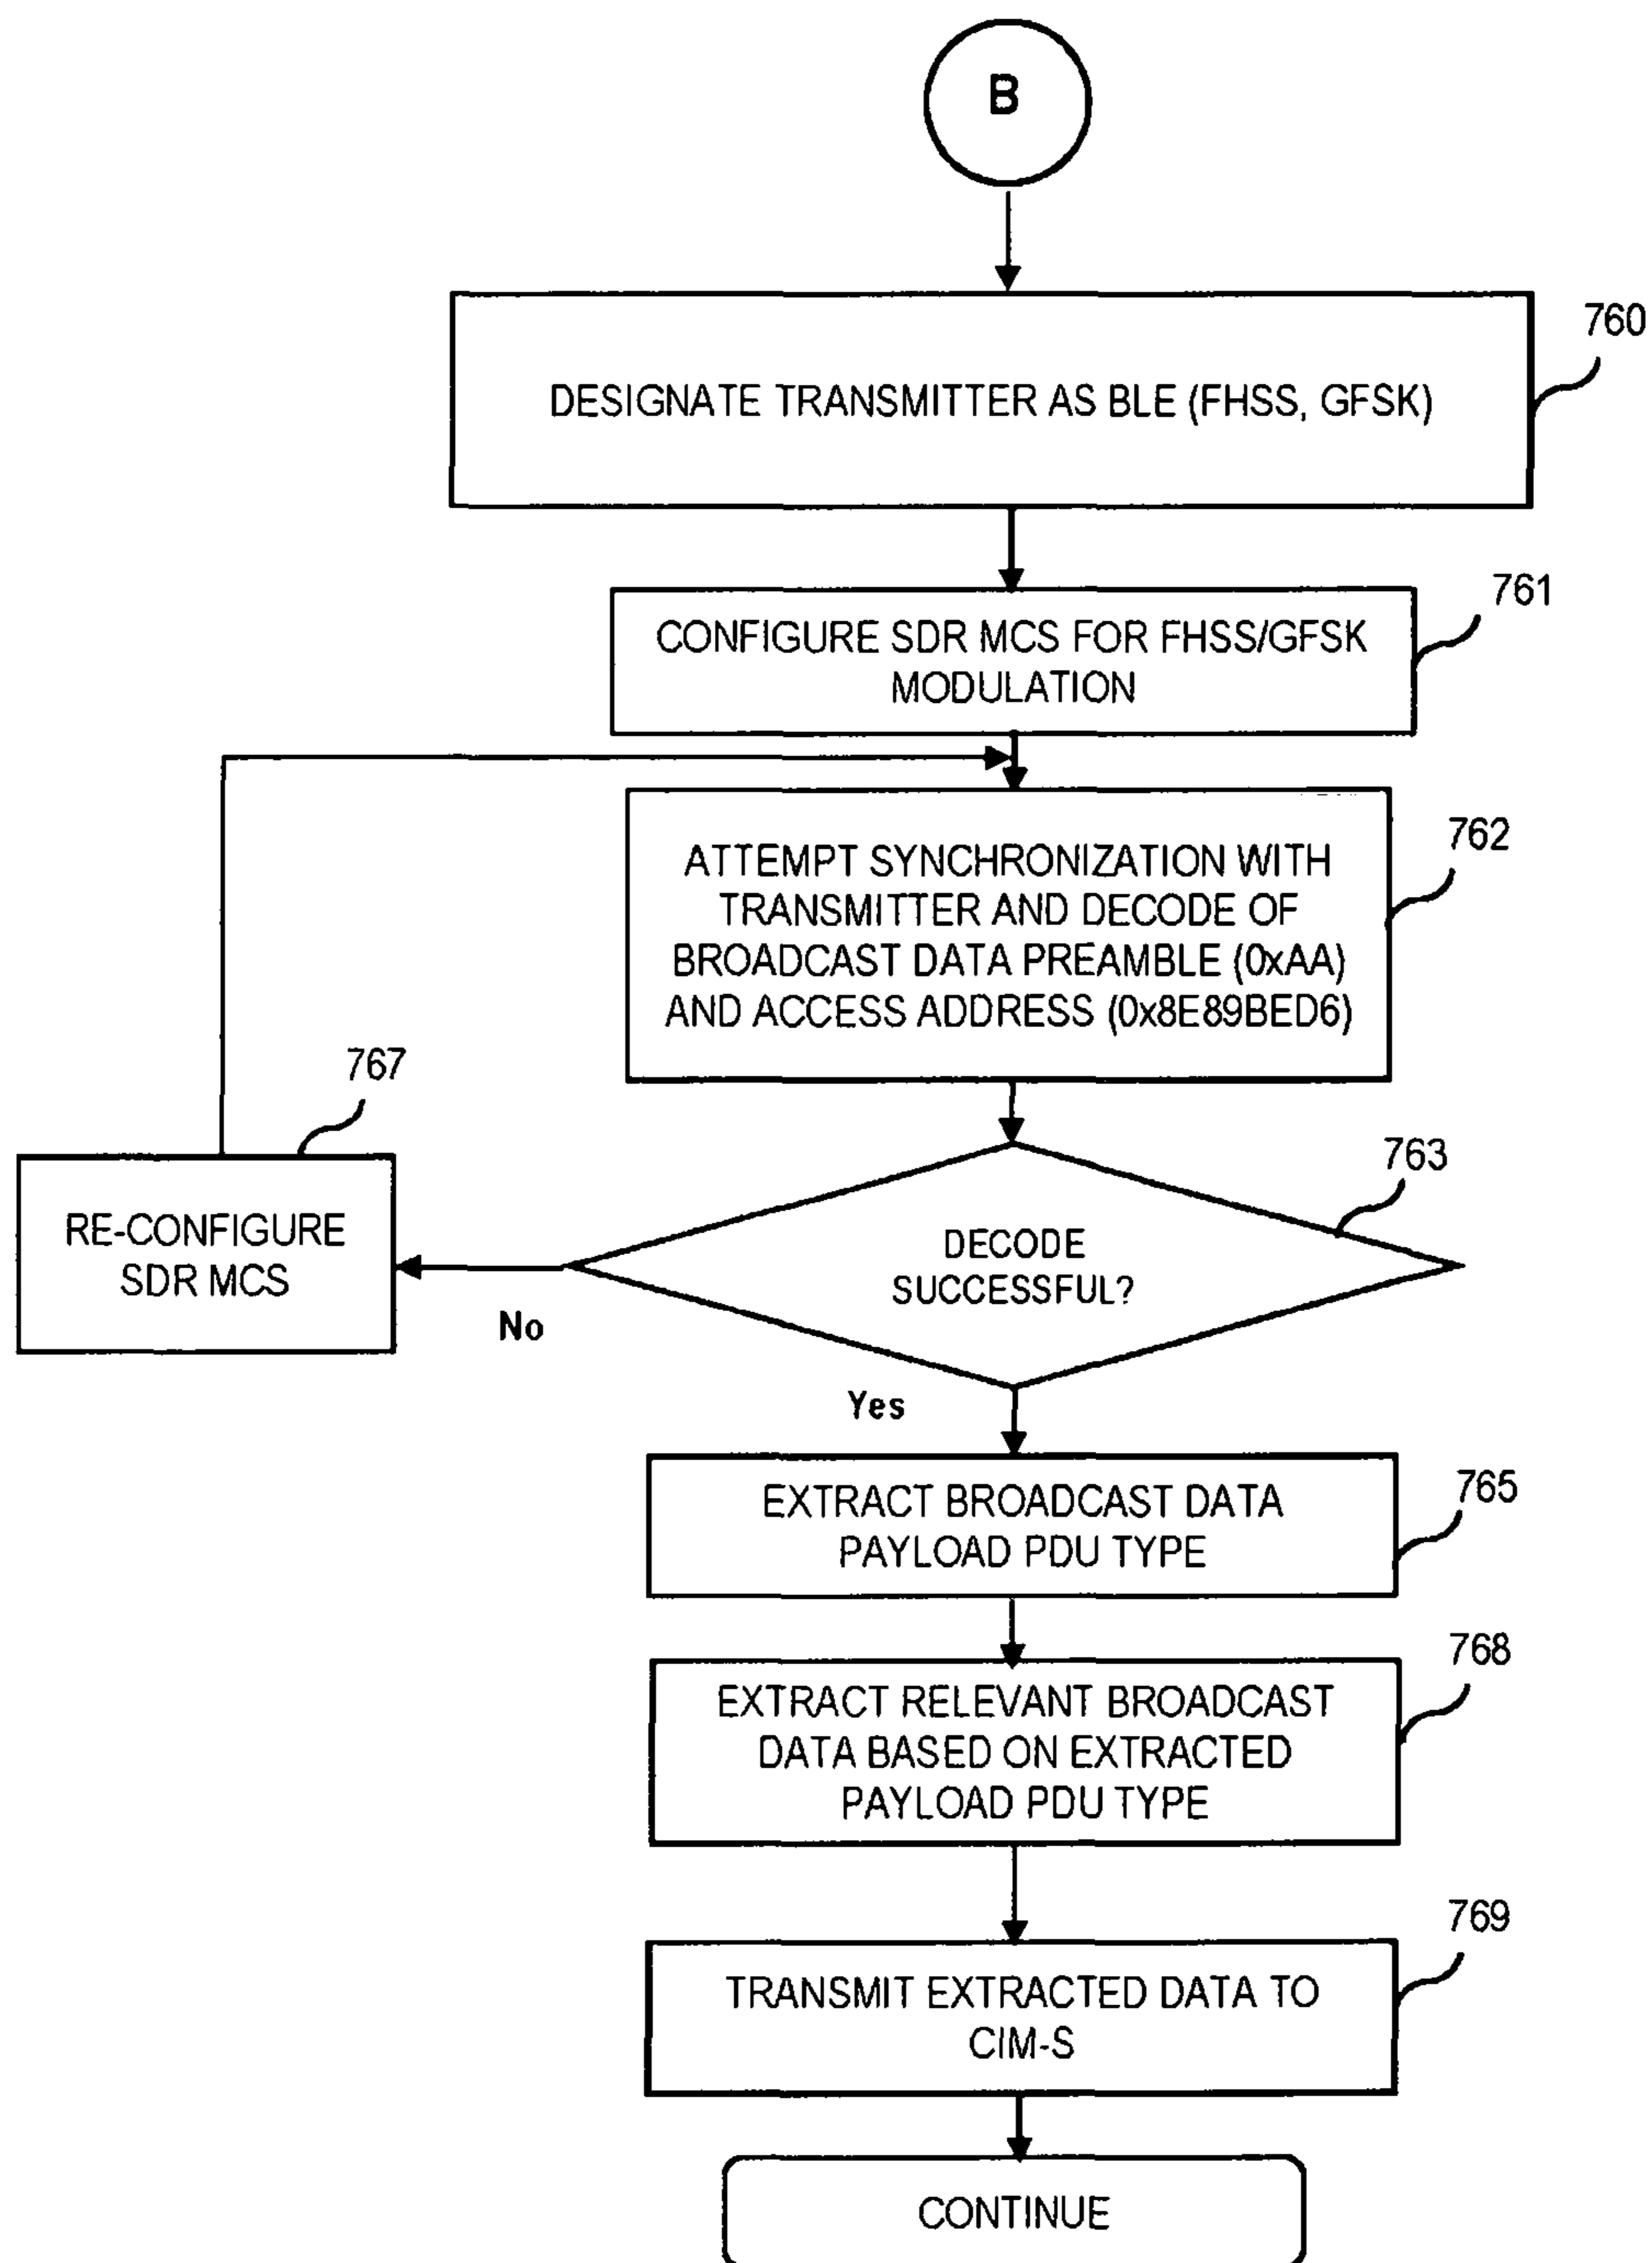 B
DESIGNATE TRANSMITTER AS BLE (FHSS, GFSK)
760
CONFIGURE SDR MCS FOR FHSS/GFSK
MODULATION
761
ATTEMPT SYNCHRONIZATION WITH
TRANSMITTER AND DECODE OF
BROADCAST DATA PREAMBLE (0xAA)
AND ACCESS ADDRESS (0x8E89BED6)
762
DECODE
SUCCESSFUL?
763
No
RE-CONFIGURE
SDR MCS
767
Yes
EXTRACT BROADCAST DATA
PAYLOAD PDU TYPE
765
EXTRACT RELEVANT BROADCAST
DATA BASED ON EXTRACTED
PAYLOAD PDU TYPE
768
TRANSMIT EXTRACTED DATA TO
CIM-S
769
CONTINUE